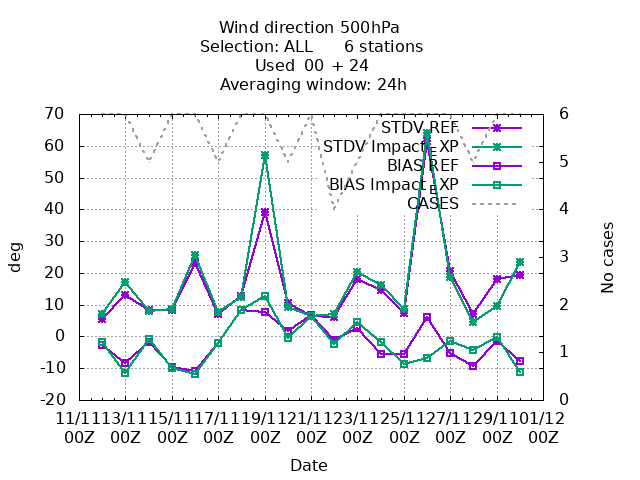 Wind direction 500hPa
Selection: ALL 6 stations
Used 00 + 24
Averaging window: 24h
70
60
50
40
30
20
10
0
-10
-20
deg
6
5
4
3
2
1
0
No cases
STDV REF
STDV Impact_XP
BIAS REF
BIAS Impact_XP
CASES
11/11 13/11 15/11 17/11 19/11 21/11 23/11 25/11 27/11 29/11 01/12
00Z 00Z 00Z 00Z 00Z 00Z 00Z 00Z 00Z 00Z 00Z
Date